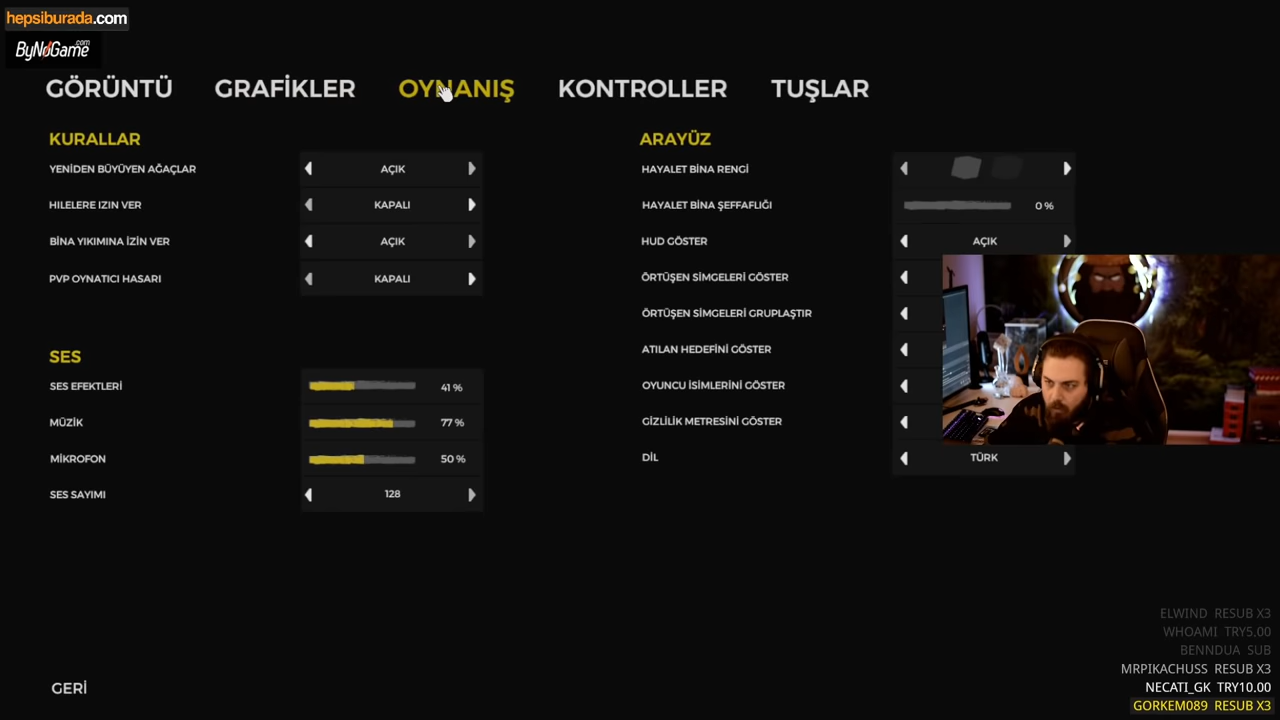 hepsiburada.com
ByNoGame.com
GÖRÜNTÜ GRAFİKLER OYNANIŞ KONTROLLER TUŞLAR
KURALLAR
YENİDEN BÜYÜYEN AĞAÇLAR AÇIK
HILELERE IZIN VER KAPALI
BİNA YIKIMINA İZİN VER AÇIK
PVP OYNATICI HASARI KAPALI
SES
SES EFEKTLERİ 41 %
MÜZİK 77 %
MİKROFON 50 %
SES SAYIMI 128
ARAYÜZ
HAYALET BİNA RENGİ
HAYALET BİNA ŞEFFAFLIĞI 0 %
HUD GÖSTER AÇIK
ÖRTÜŞEN SİMGELERİ GÖSTER
ÖRTÜŞEN SİMGELERİ GRUPLAŞTIR
ATILAN HEDEFİNİ GÖSTER
OYUNCU İSİMLERİNİ GÖSTER
GİZLİLİK METRESİNİ GÖSTER
DİL TÜRK
GERİ
ELWIND RESUB X3
WHOAMI TRY5,00
BENNDUA SUB
MRPIKACHUSS RESUB X3
NECATI_GK TRY10,00
GORKEM089 RESUB X3